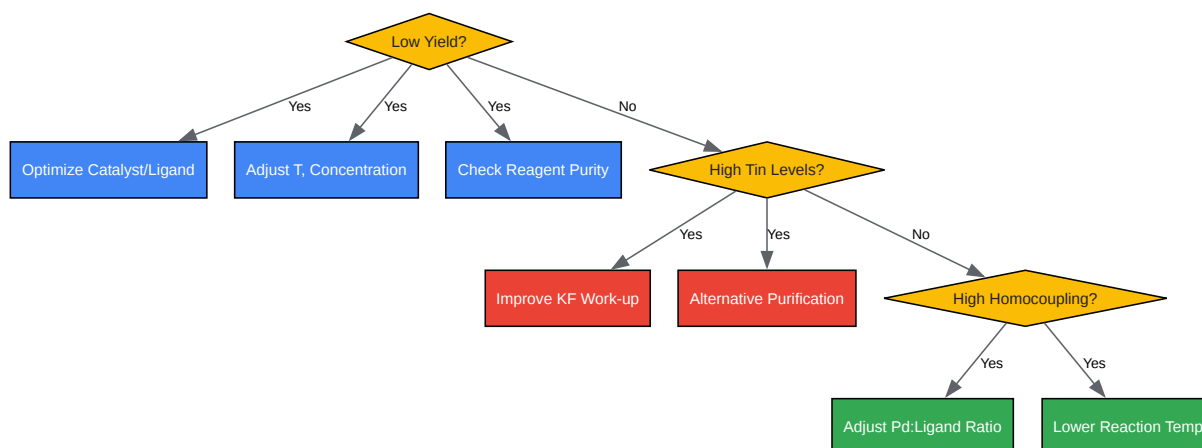 Low Yield?
Yes
Yes
Yes
No
Optimize Catalyst/Ligand
Adjust T, Concentration
Check Reagent Purity
High Tin Levels?
Yes
Yes
No
Improve KF Work-up
Alternative Purification
High Homocoupling?
Yes
Yes
Adjust Pd:Ligand Ratio
Lower Reaction Temp